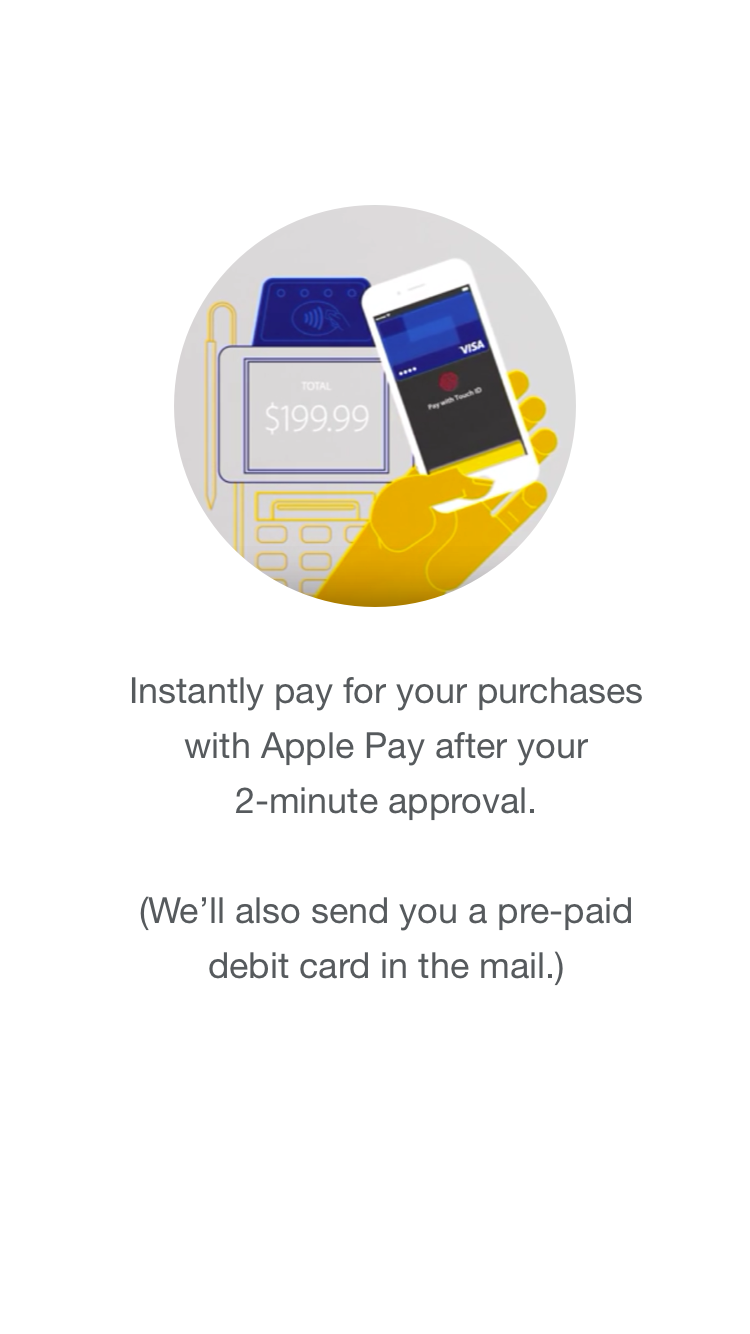 TOTAL
$199.99
VISA
Pay with Touch ID
Instantly pay for your purchases
with Apple Pay after your
2-minute approval.
(We’ll also send you a pre-paid
debit card in the mail.)